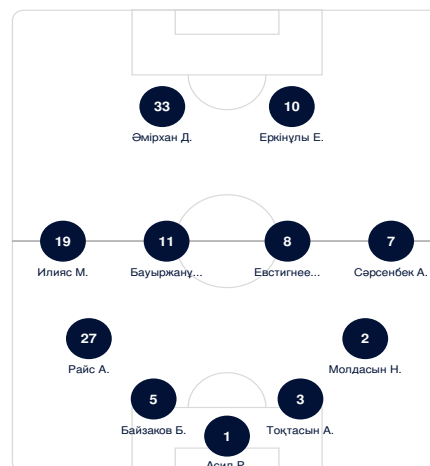 33 10
Әмірхан Д. Еркінұлы Е.
19 11 8 7
Илияс М. Бауыржанұ... Евстигнее... Сәрсенбек А.
27 2
Райс А. Молдасын Н.
5 3
Байзаков Б. Тоқтасын А.
1